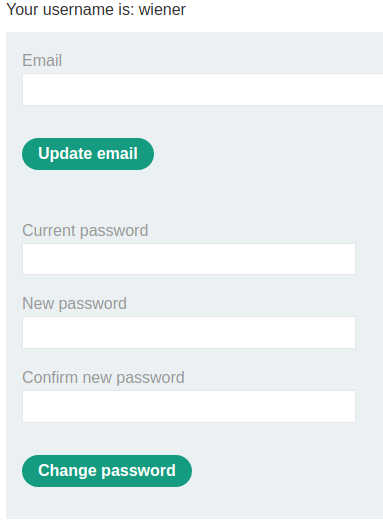 Your username is: wiener
Email
Update email
Current password
New password
Confirm new password
Change password